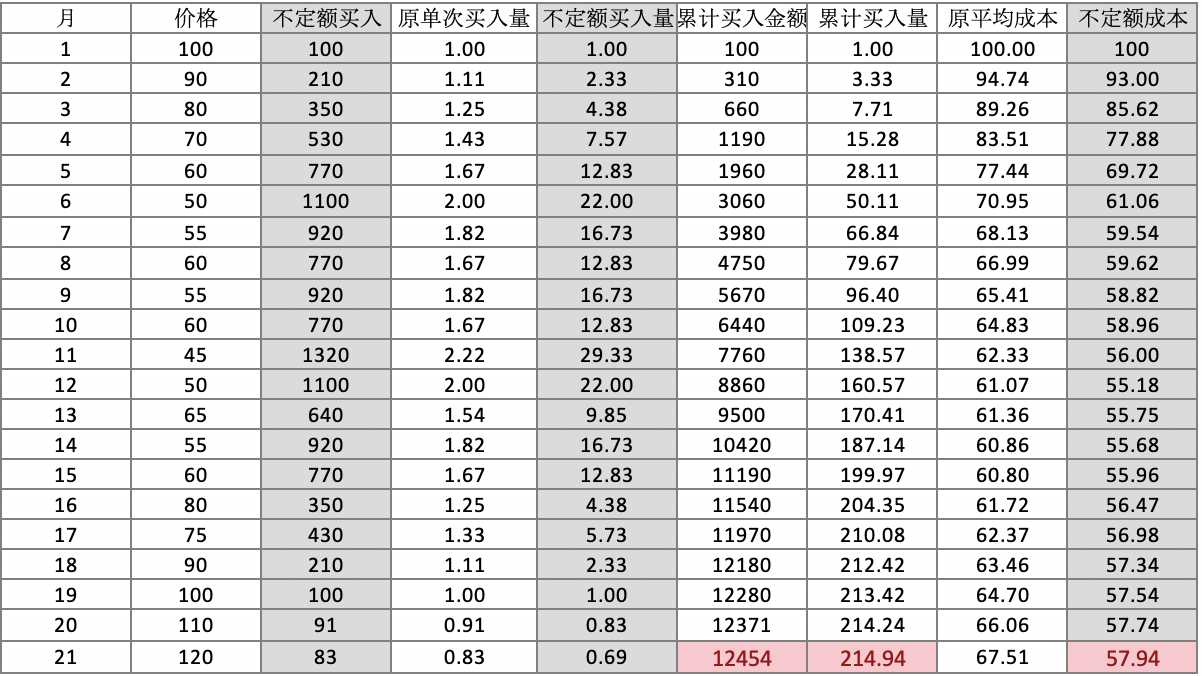 月 价格 不定额买入 原单次买入量 不定额买入量 累计买入金额 累计买入量 原平均成本 不定额成本
1 100 100 1.00 1.00 100 1.00 100.00 100
2 90 210 1.11 2.33 310 3.33 94.74 93.00
3 80 350 1.25 4.38 660 7.71 89.26 85.62
4 70 530 1.43 7.57 1190 15.28 83.51 77.88
5 60 770 1.67 12.83 1960 28.11 77.44 69.72
6 50 1100 2.00 22.00 3060 50.11 70.95 61.06
7 55 920 1.82 16.73 3980 66.84 68.13 59.54
8 60 770 1.67 12.83 4750 79.67 66.99 59.62
9 55 920 1.82 16.73 5670 96.40 65.41 58.82
10 60 770 1.67 12.83 6440 109.23 64.83 58.96
11 45 1320 2.22 29.33 7760 138.57 62.33 56.00
12 50 1100 2.00 22.00 8860 160.57 61.07 55.18
13 65 640 1.54 9.85 9500 170.41 61.36 55.75
14 55 920 1.82 16.73 10420 187.14 60.86 55.68
15 60 770 1.67 12.83 11190 199.97 60.80 55.96
16 80 350 1.25 4.38 11540 204.35 61.72 56.47
17 75 430 1.33 5.73 11970 210.08 62.37 56.98
18 90 210 1.11 2.33 12180 212.42 63.46 57.34
19 100 100 1.00 1.00 12280 213.42 64.70 57.54
20 110 91 0.91 0.83 12371 214.24 66.06 57.74
21 120 83 0.83 0.69 12454 214.94 67.51 57.94